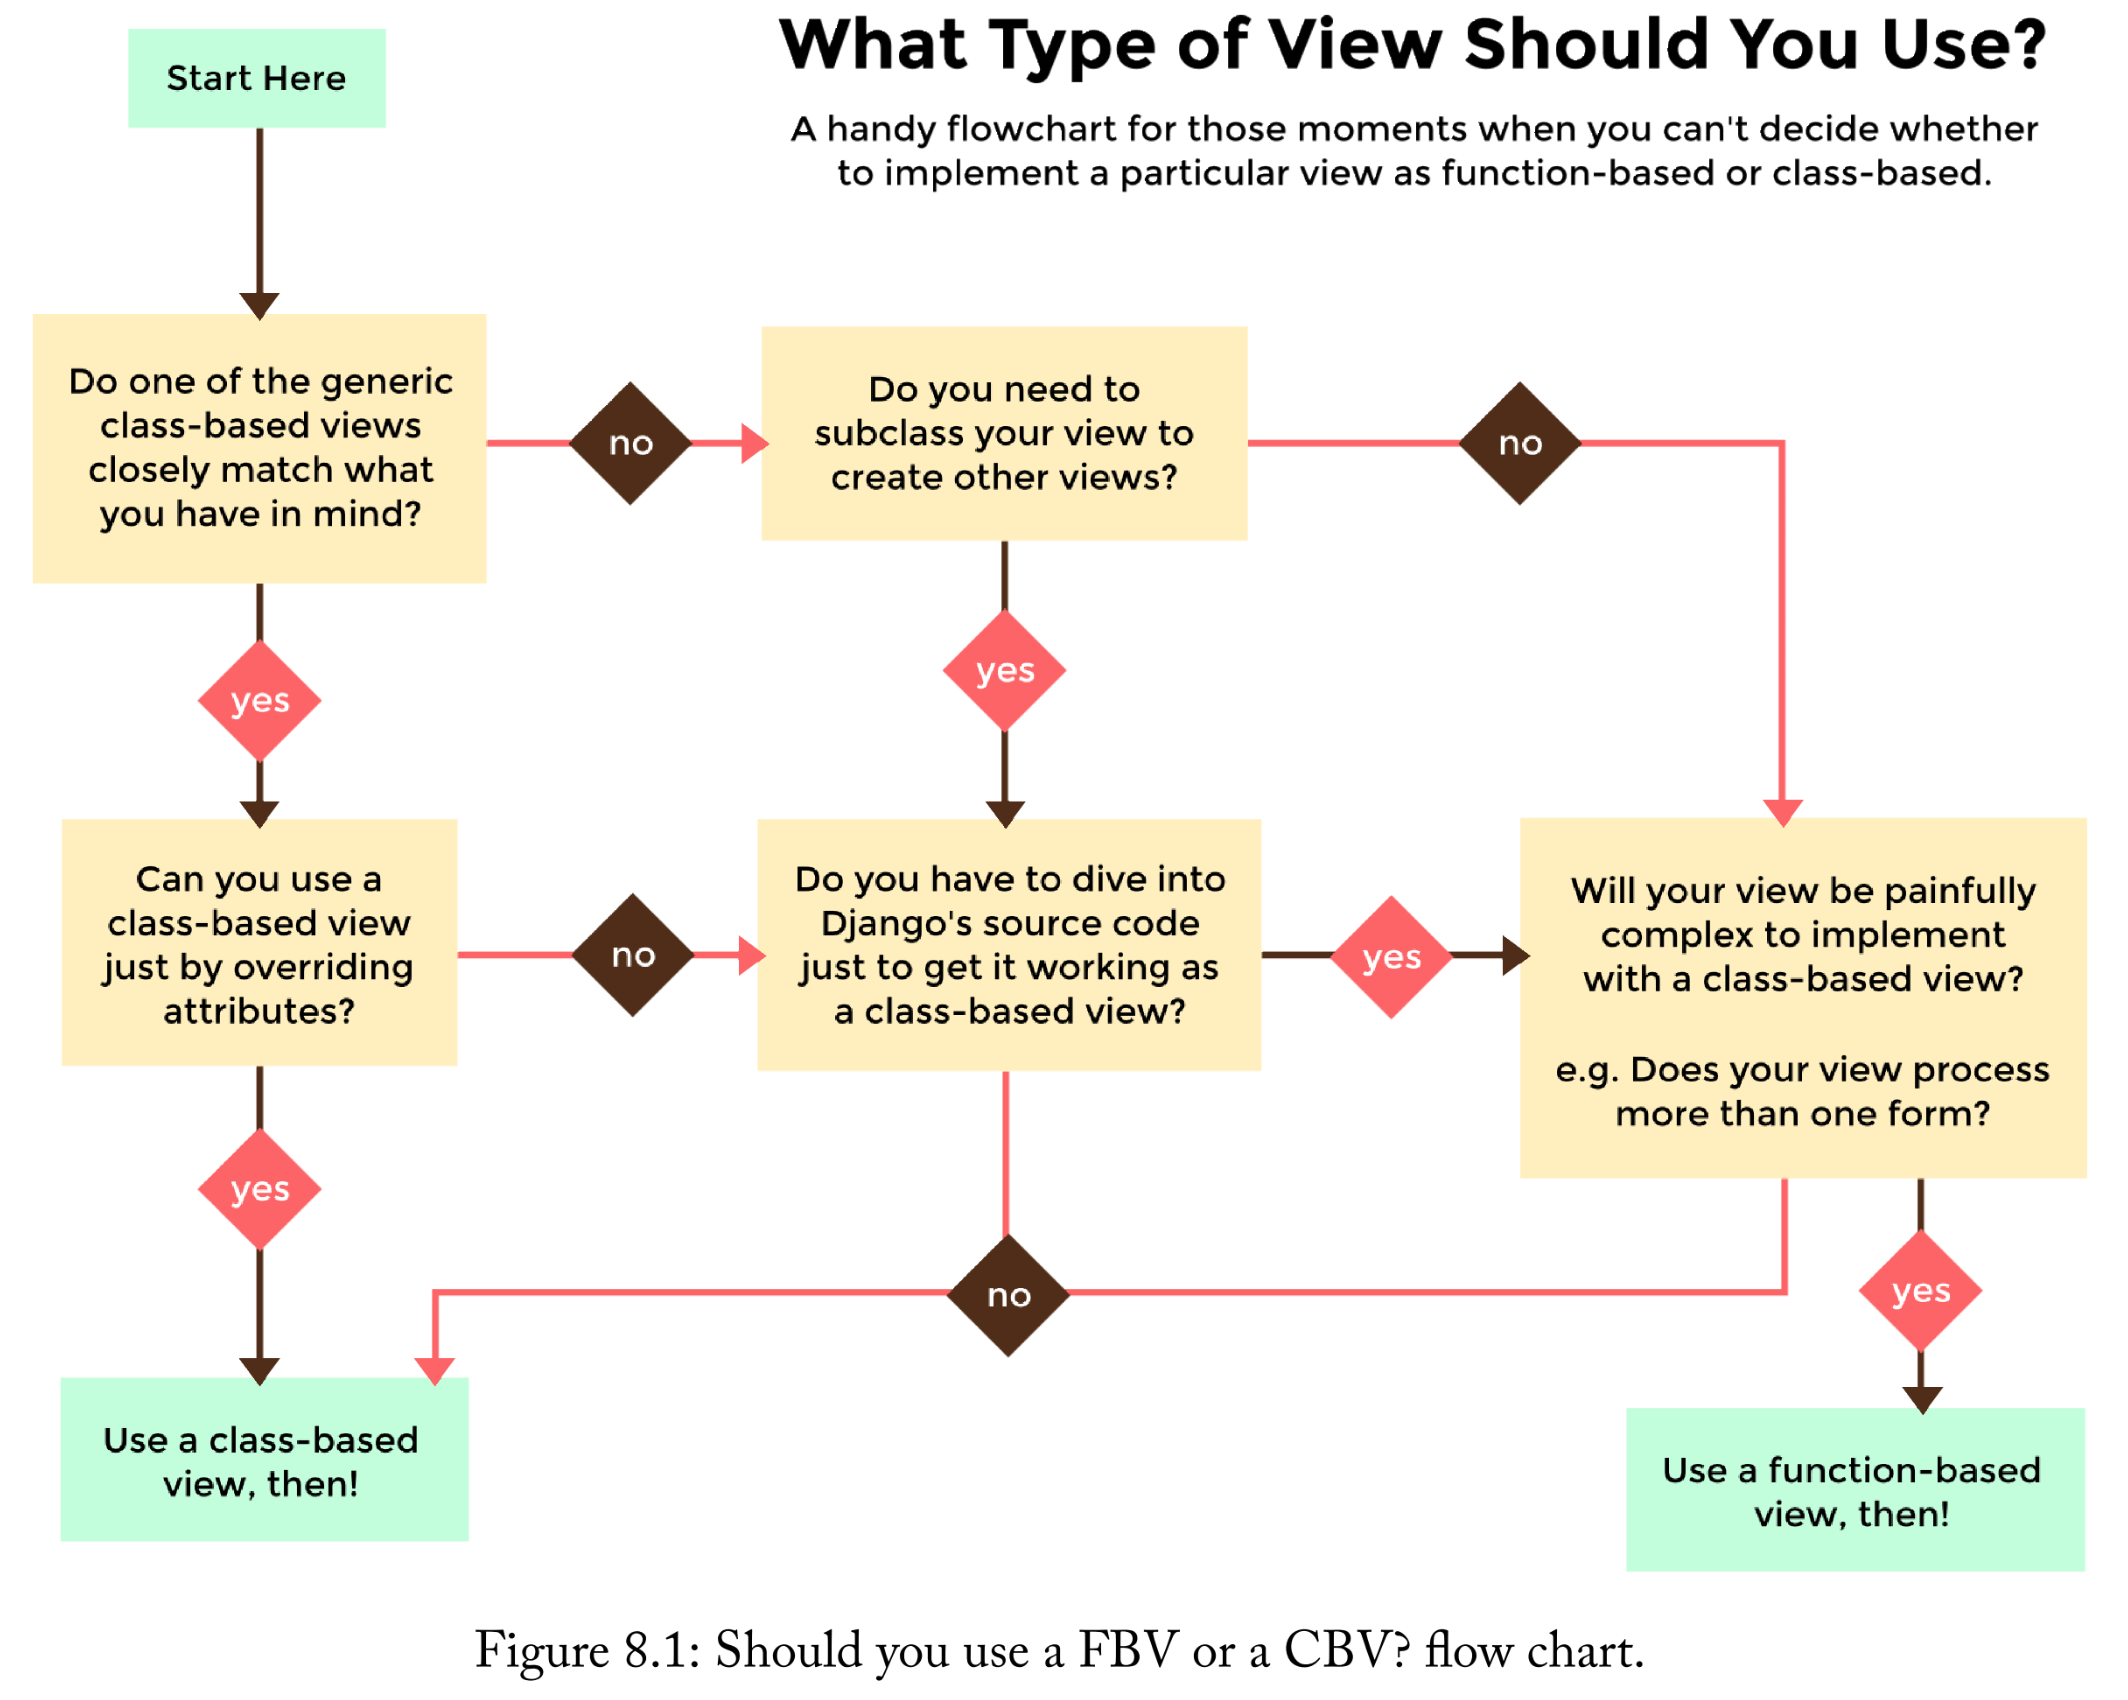 What Type of View Should You Use?
A handy flowchart for those moments when you can't decide whether
to implement a particular view as function-based or class-based.
Start Here
Do one of the generic
class-based views
closely match what
you have in mind?
no
Do you need to
subclass your view to
create other views?
no
yes
yes
Can you use a
class-based view
just by overriding
attributes?
no
Do you have to dive into
Django's source code
just to get it working as
a class-based view?
yes
Will your view be painfully
complex to implement
with a class-based view?
e.g. Does your view process
more than one form?
yes
no
yes
Use a class-based
view, then!
Use a function-based
view, then!
Figure 8.1: Should you use a FBV or a CBV? flow chart.